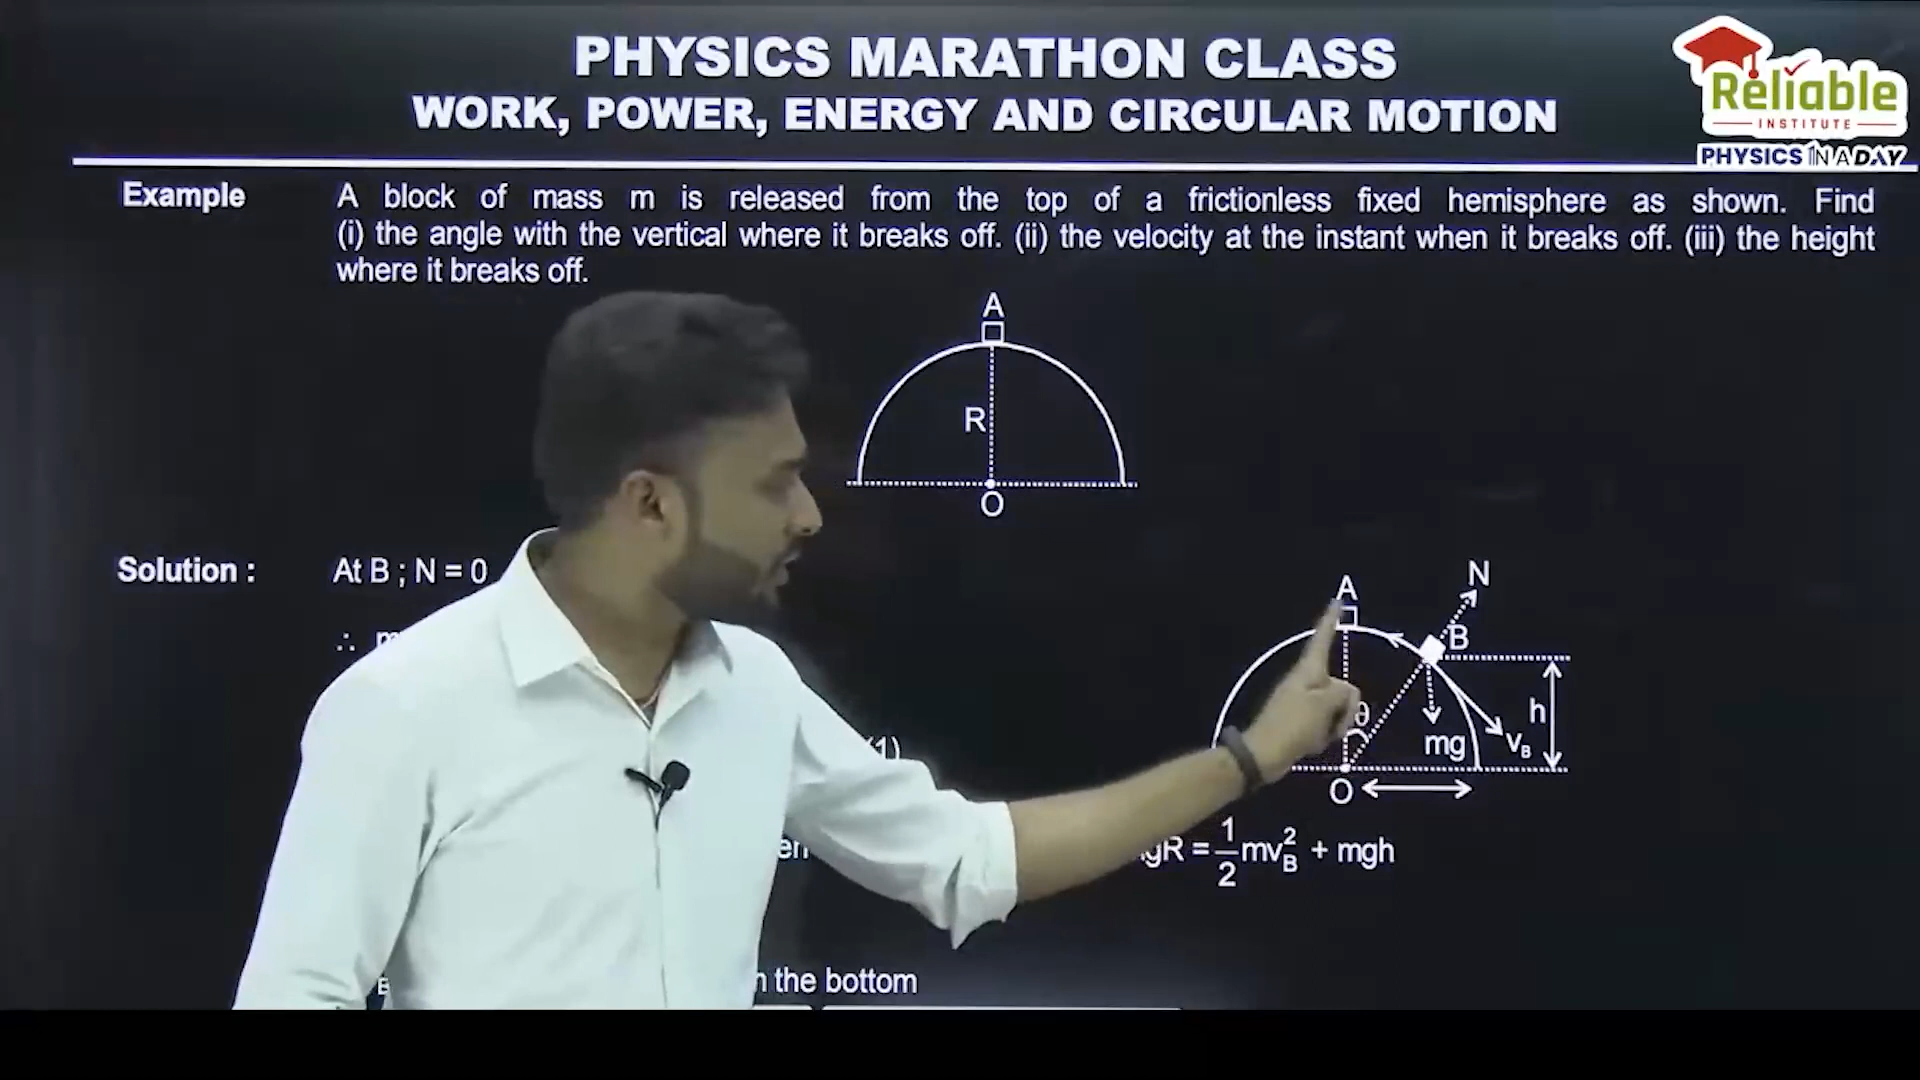 PHYSICS MARATHON CLASS
WORK, POWER, ENERGY AND CIRCULAR MOTION
Reliable
INSTITUTE
PHYSICS IN A DAY
Example A block of mass m is released from the top of a frictionless fixed hemisphere as shown. Find
(i) the angle with the vertical where it breaks off. (ii) the velocity at the instant when it breaks off. (iii) the height
where it breaks off.
A
R
O
Solution : At B ; N = 0
∴
N
A
B
θ
h
mg
v_B
O
(1)
gR = 1/2 mv_B^2 + mgh
B
the bottom